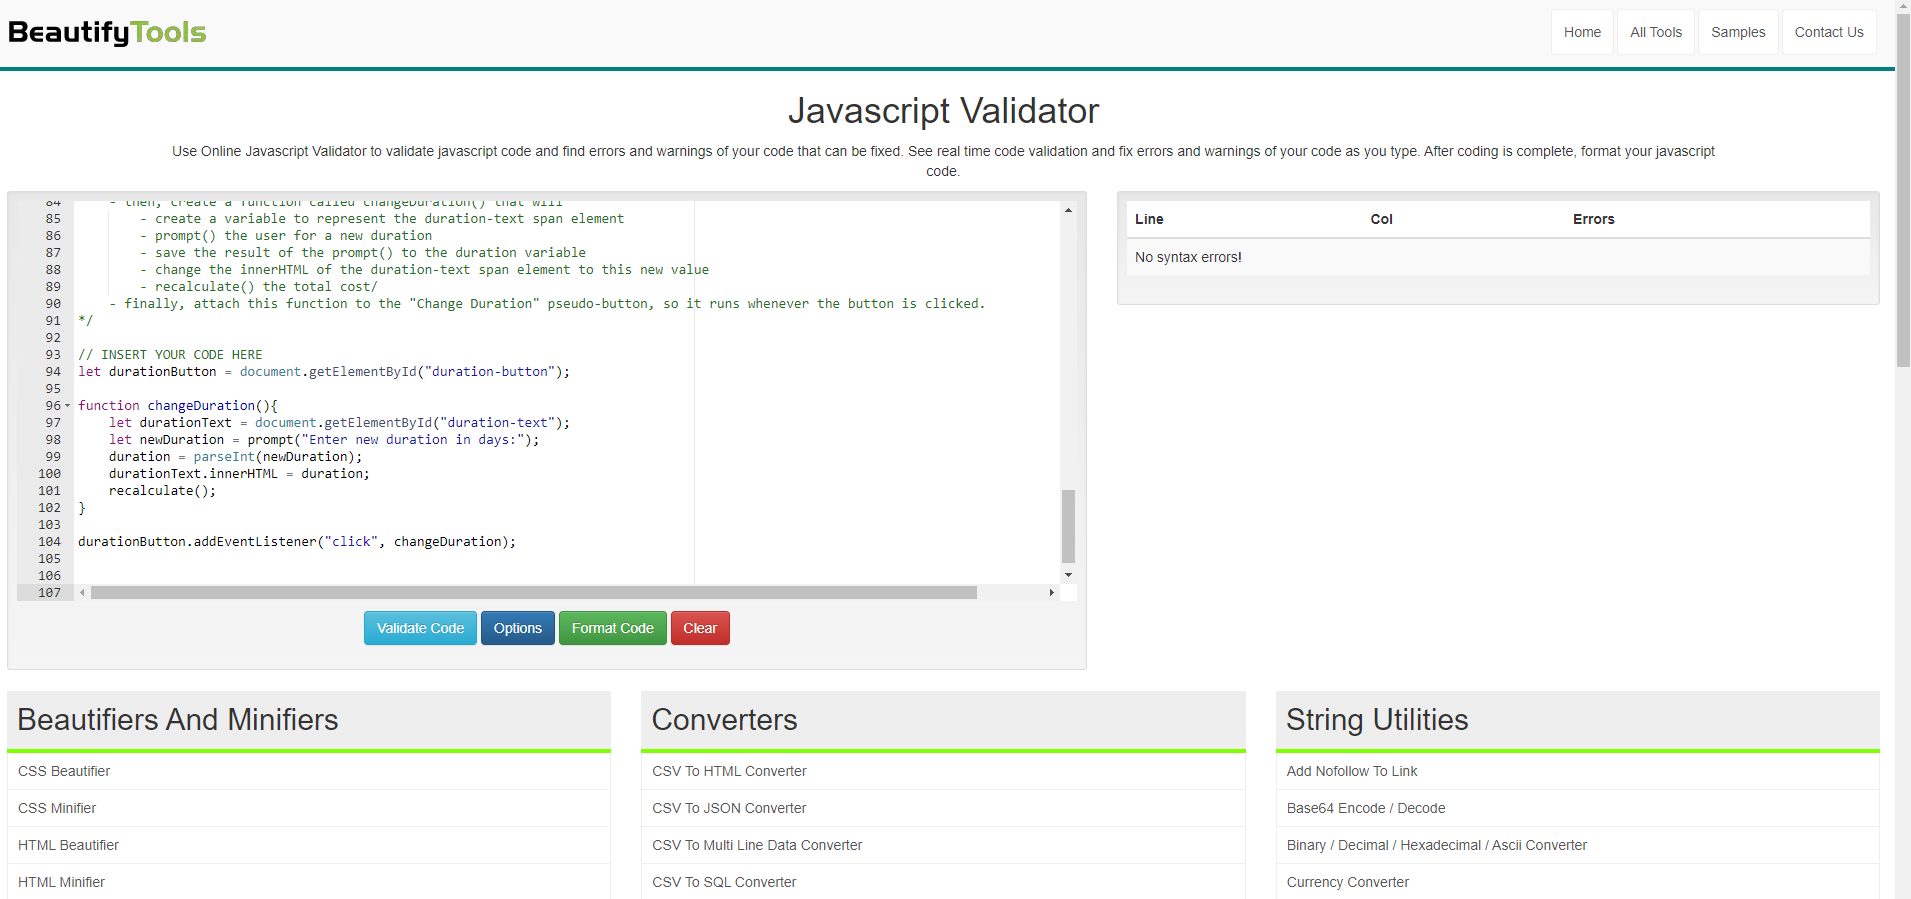 BeautifyTools
Home
All Tools
Samples
Contact Us
Javascript Validator
Use Online Javascript Validator to validate javascript code and find errors and warnings of your code that can be fixed. See real time code validation and fix errors and warnings of your code as you type. After coding is complete, format your javascript
code.
84 - then, create a function called changeDuration() that will
85 - create a variable to represent the duration-text span element
86 - prompt() the user for a new duration
87 - save the result of the prompt() to the duration variable
88 - change the innerHTML of the duration-text span element to this new value
89 - recalculate() the total cost/
90 - finally, attach this function to the "Change Duration" pseudo-button, so it runs whenever the button is clicked.
91 */
92
93 // INSERT YOUR CODE HERE
94 let durationButton = document.getElementById("duration-button");
95
96 function changeDuration(){
97 let durationText = document.getElementById("duration-text");
98 let newDuration = prompt("Enter new duration in days:");
99 duration = parseInt(newDuration);
100 durationText.innerHTML = duration;
101 recalculate();
102 }
103
104 durationButton.addEventListener("click", changeDuration);
105
106
107
Validate Code
Options
Format Code
Clear
Line Col Errors
No syntax errors!
Beautifiers And Minifiers
CSS Beautifier
CSS Minifier
HTML Beautifier
HTML Minifier
Converters
CSV To HTML Converter
CSV To JSON Converter
CSV To Multi Line Data Converter
CSV To SQL Converter
String Utilities
Add Nofollow To Link
Base64 Encode / Decode
Binary / Decimal / Hexadecimal / Ascii Converter
Currency Converter